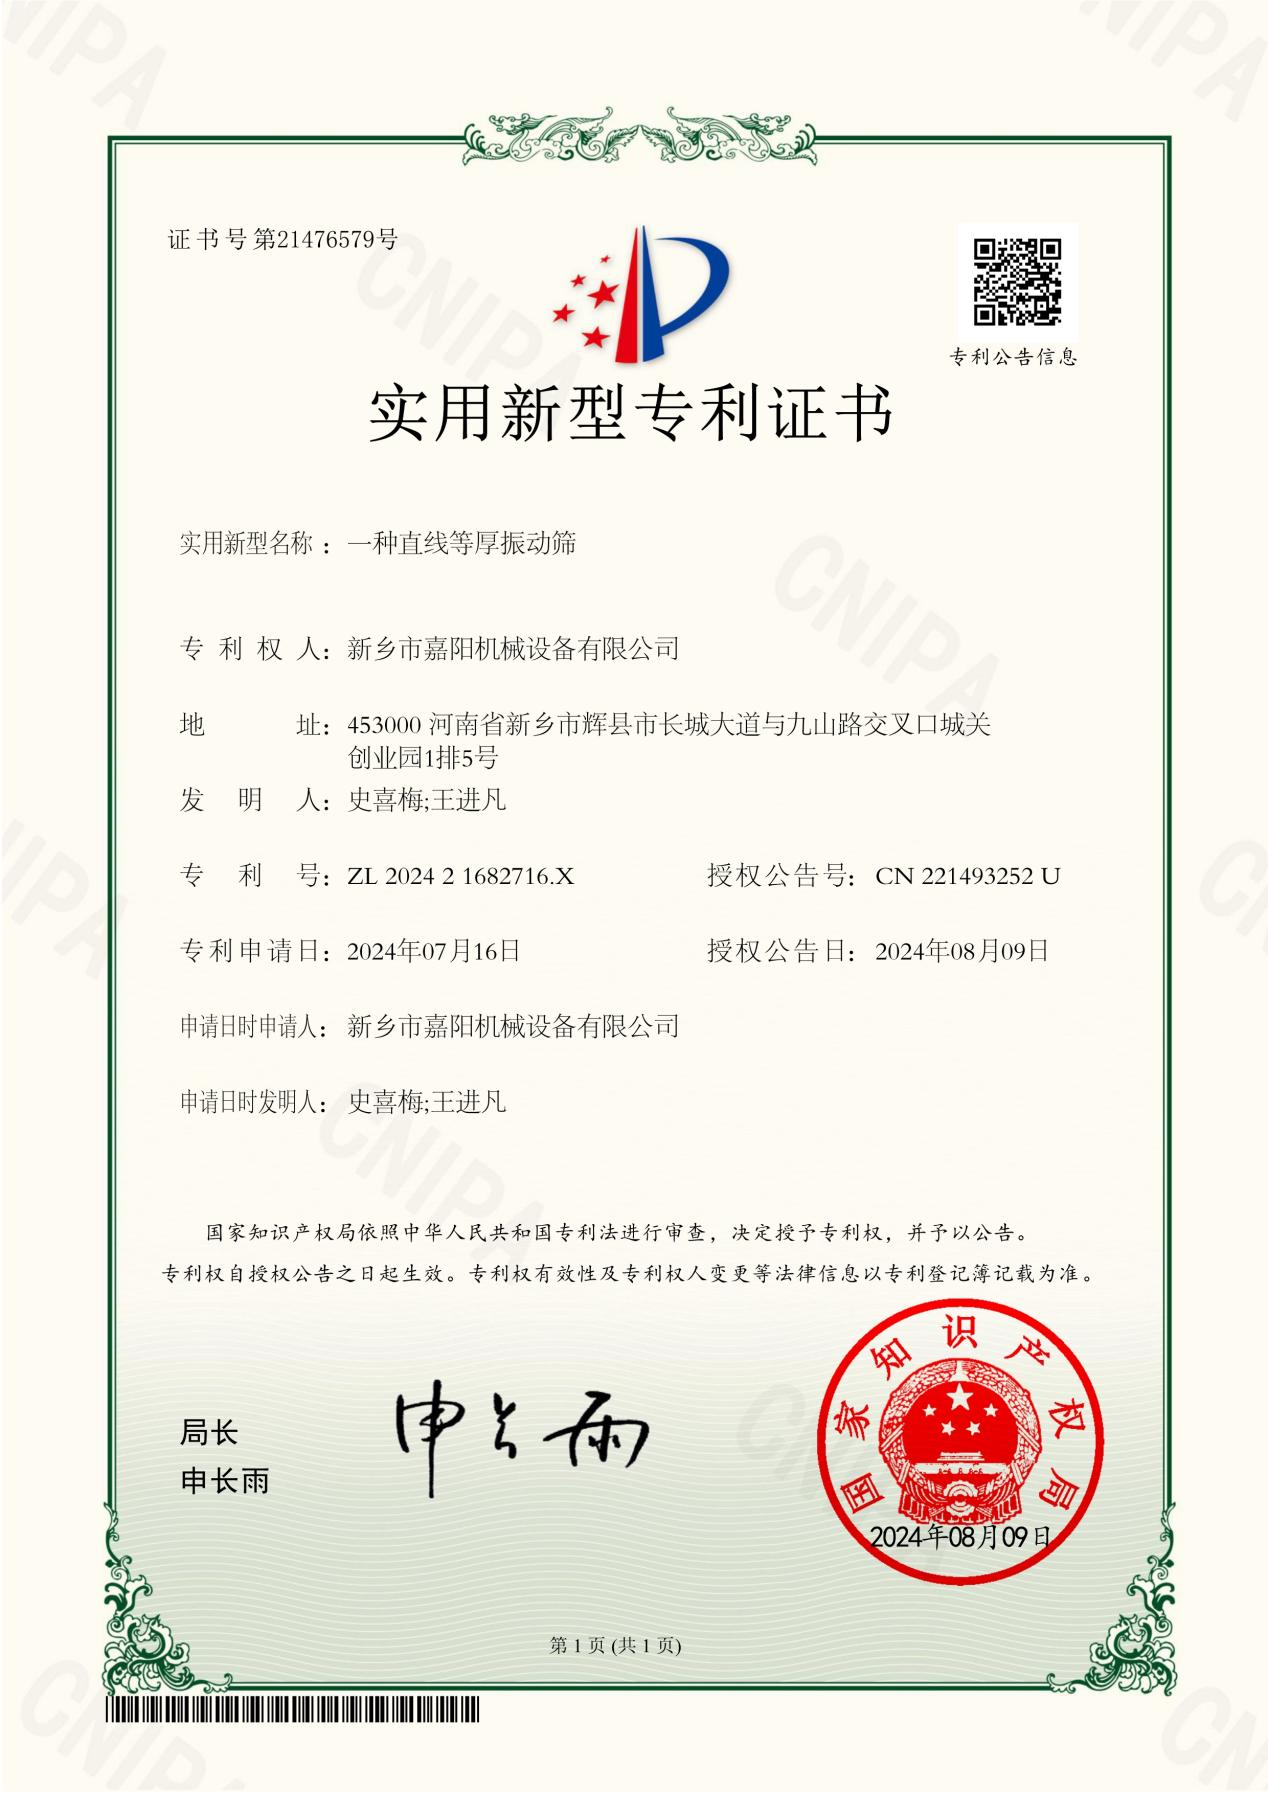 证书号第21476579号
专利公告信息
实用新型专利证书
实用新型名称：一种直线等厚振动筛
专利权人：新乡市嘉阳机械设备有限公司
地址：453000 河南省新乡市辉县市长城大道与九山路交叉口城关
创业园1排5号
发明人：史喜梅;王进凡
专利号：ZL 2024 2 1682716.X 授权公告号：CN 221493252 U
专利申请日：2024年07月16日 授权公告日：2024年08月09日
申请日时申请人：新乡市嘉阳机械设备有限公司
申请日时发明人：史喜梅;王进凡
国家知识产权局依照中华人民共和国专利法进行审查，决定授予专利权，并予以公告。
专利权自授权公告之日起生效。专利权有效性及专利权人变更等法律信息以专利登记簿记载为准。
局长
申长雨
申长雨
国家知识产权局
2024年08月09日
第 1 页 (共 1 页)
CNIPA
CNIPA
CNIPA
CNIPA
CNIPA
CNIPA
CNIPA
CNIPA
CNIPA
CNIPA